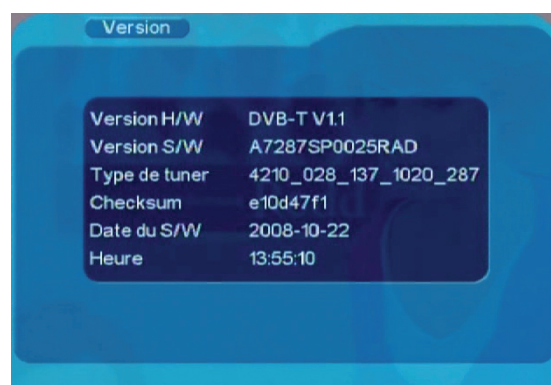 Version
Version H/W DVB-T V1.1
Version S/W A7287SP0025RAD
Type de tuner 4210_028_137_1020_287
Checksum e10d47f1
Date du S/W 2008-10-22
Heure 13:55:10